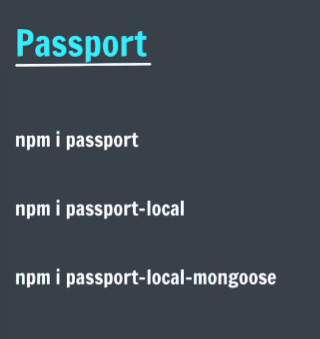 Passport
npm i passport
npm i passport-local
npm i passport-local-mongoose